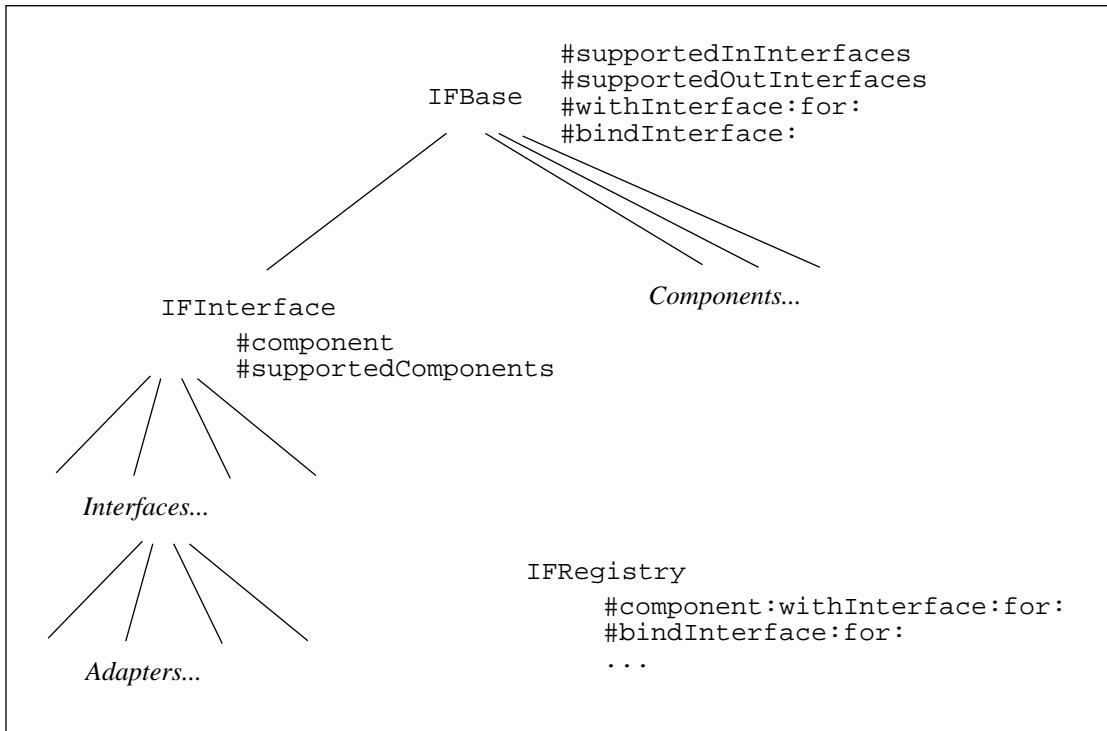 IFBase
#supportedInInterfaces
#supportedOutInterfaces
#withInterface:for:
#bindInterface:
IFInterface
#component
#supportedComponents
Components...
Interfaces...
Adapters...
IFRegistry
#component:withInterface:for:
#bindInterface:for:
...